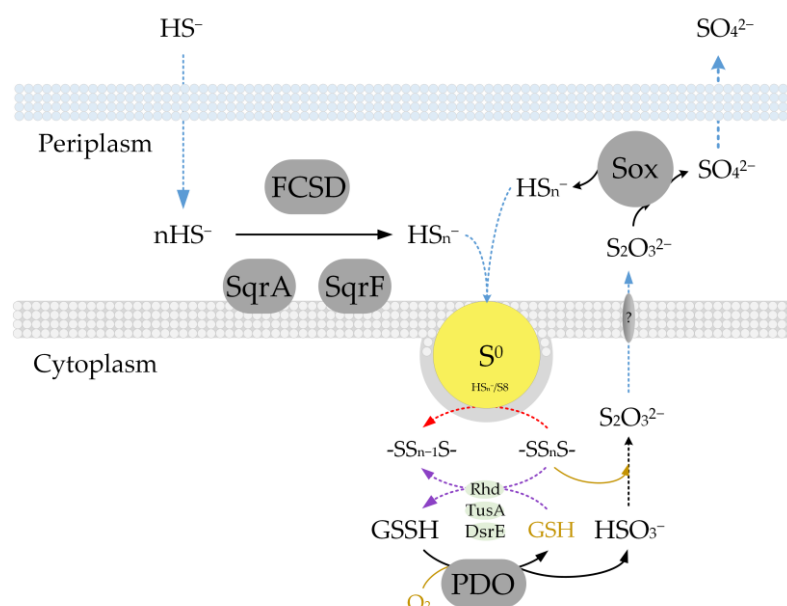 HS⁻
SO₄²⁻
Periplasm
FCSD
Sox
HSₙ⁻
SO₄²⁻
nHS⁻
HSₙ⁻
S₂O₃²⁻
SqrA
SqrF
?
Cytoplasm
S⁰
HSₙ⁻/S8
S₂O₃²⁻
-SSₙ₋₁S-
-SSₙS-
Rhd
TusA
DsrE
GSSH
GSH
HSO₃⁻
PDO
O₂